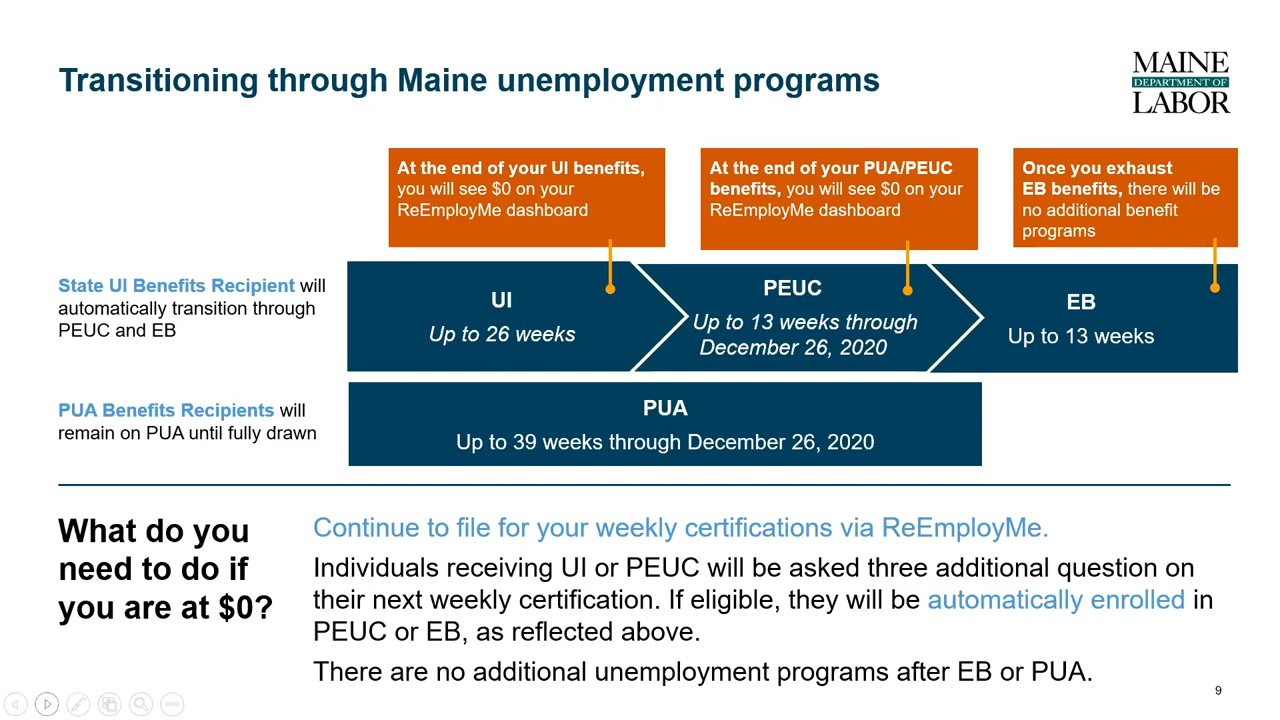 Transitioning through Maine unemployment programs
MAINE
DEPARTMENT OF
LABOR
At the end of your UI benefits,
you will see $0 on your
ReEmployMe dashboard
At the end of your PUA/PEUC
benefits, you will see $0 on your
ReEmployMe dashboard
Once you exhaust
EB benefits, there will be
no additional benefit
programs
State UI Benefits Recipient will
automatically transition through
PEUC and EB
UI
Up to 26 weeks
PEUC
Up to 13 weeks through
December 26, 2020
EB
Up to 13 weeks
PUA Benefits Recipients will
remain on PUA until fully drawn
PUA
Up to 39 weeks through December 26, 2020
What do you
need to do if
you are at $0?
Continue to file for your weekly certifications via ReEmployMe.
Individuals receiving UI or PEUC will be asked three additional question on
their next weekly certification. If eligible, they will be automatically enrolled in
PEUC or EB, as reflected above.
There are no additional unemployment programs after EB or PUA.
9